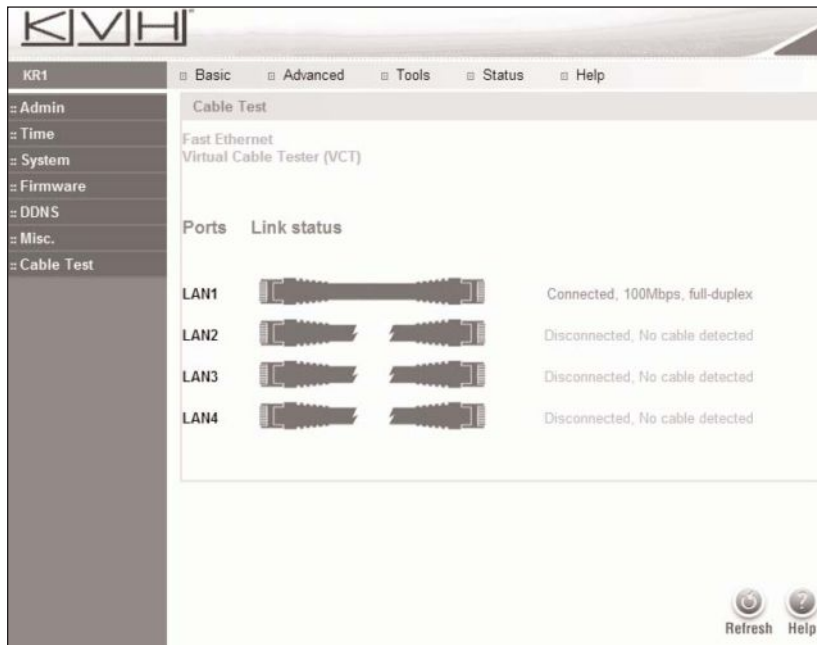 KVH
KR1
Basic Advanced Tools Status Help
:: Admin
:: Time
:: System
:: Firmware
:: DDNS
:: Misc.
:: Cable Test
Cable Test
Fast Ethernet
Virtual Cable Tester (VCT)
Ports Link status
LAN1 Connected, 100Mbps, full-duplex
LAN2 Disconnected, No cable detected
LAN3 Disconnected, No cable detected
LAN4 Disconnected, No cable detected
Refresh Help